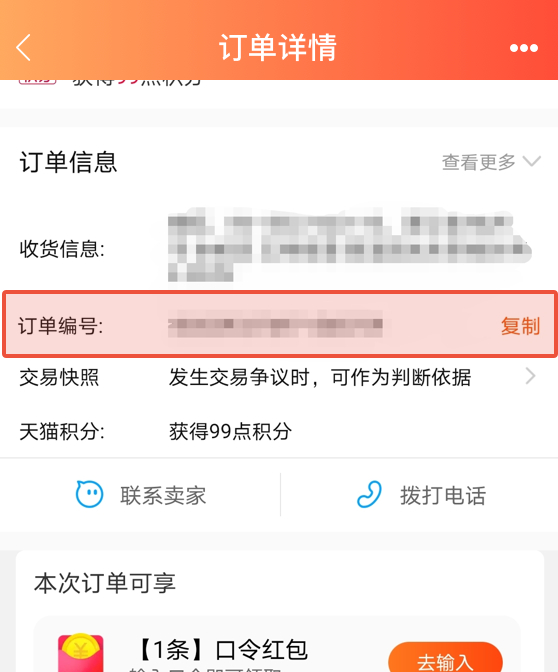 订单详情
获得99点积分
订单信息
查看更多
收货信息:
订单编号:
复制
交易快照
发生交易争议时，可作为判断依据
天猫积分:
获得99点积分
联系卖家
拨打电话
本次订单可享
【1条】口令红包
去输入